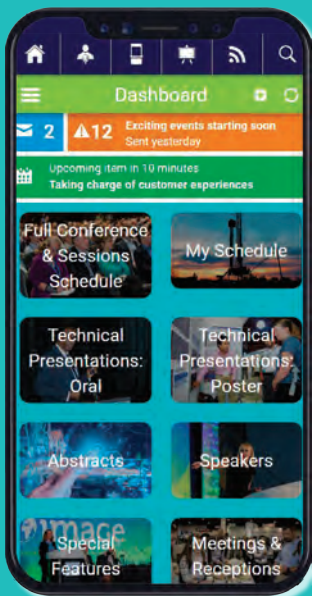 Dashboard
2
12
Exciting events starting soon
Sent yesterday
Upcoming item in 10 minutes
Taking charge of customer experiences
Full Conference
& Sessions
Schedule
My Schedule
Technical
Presentations:
Oral
Technical
Presentations:
Poster
Abstracts
Speakers
image
Special
Features
Meetings &
Receptions